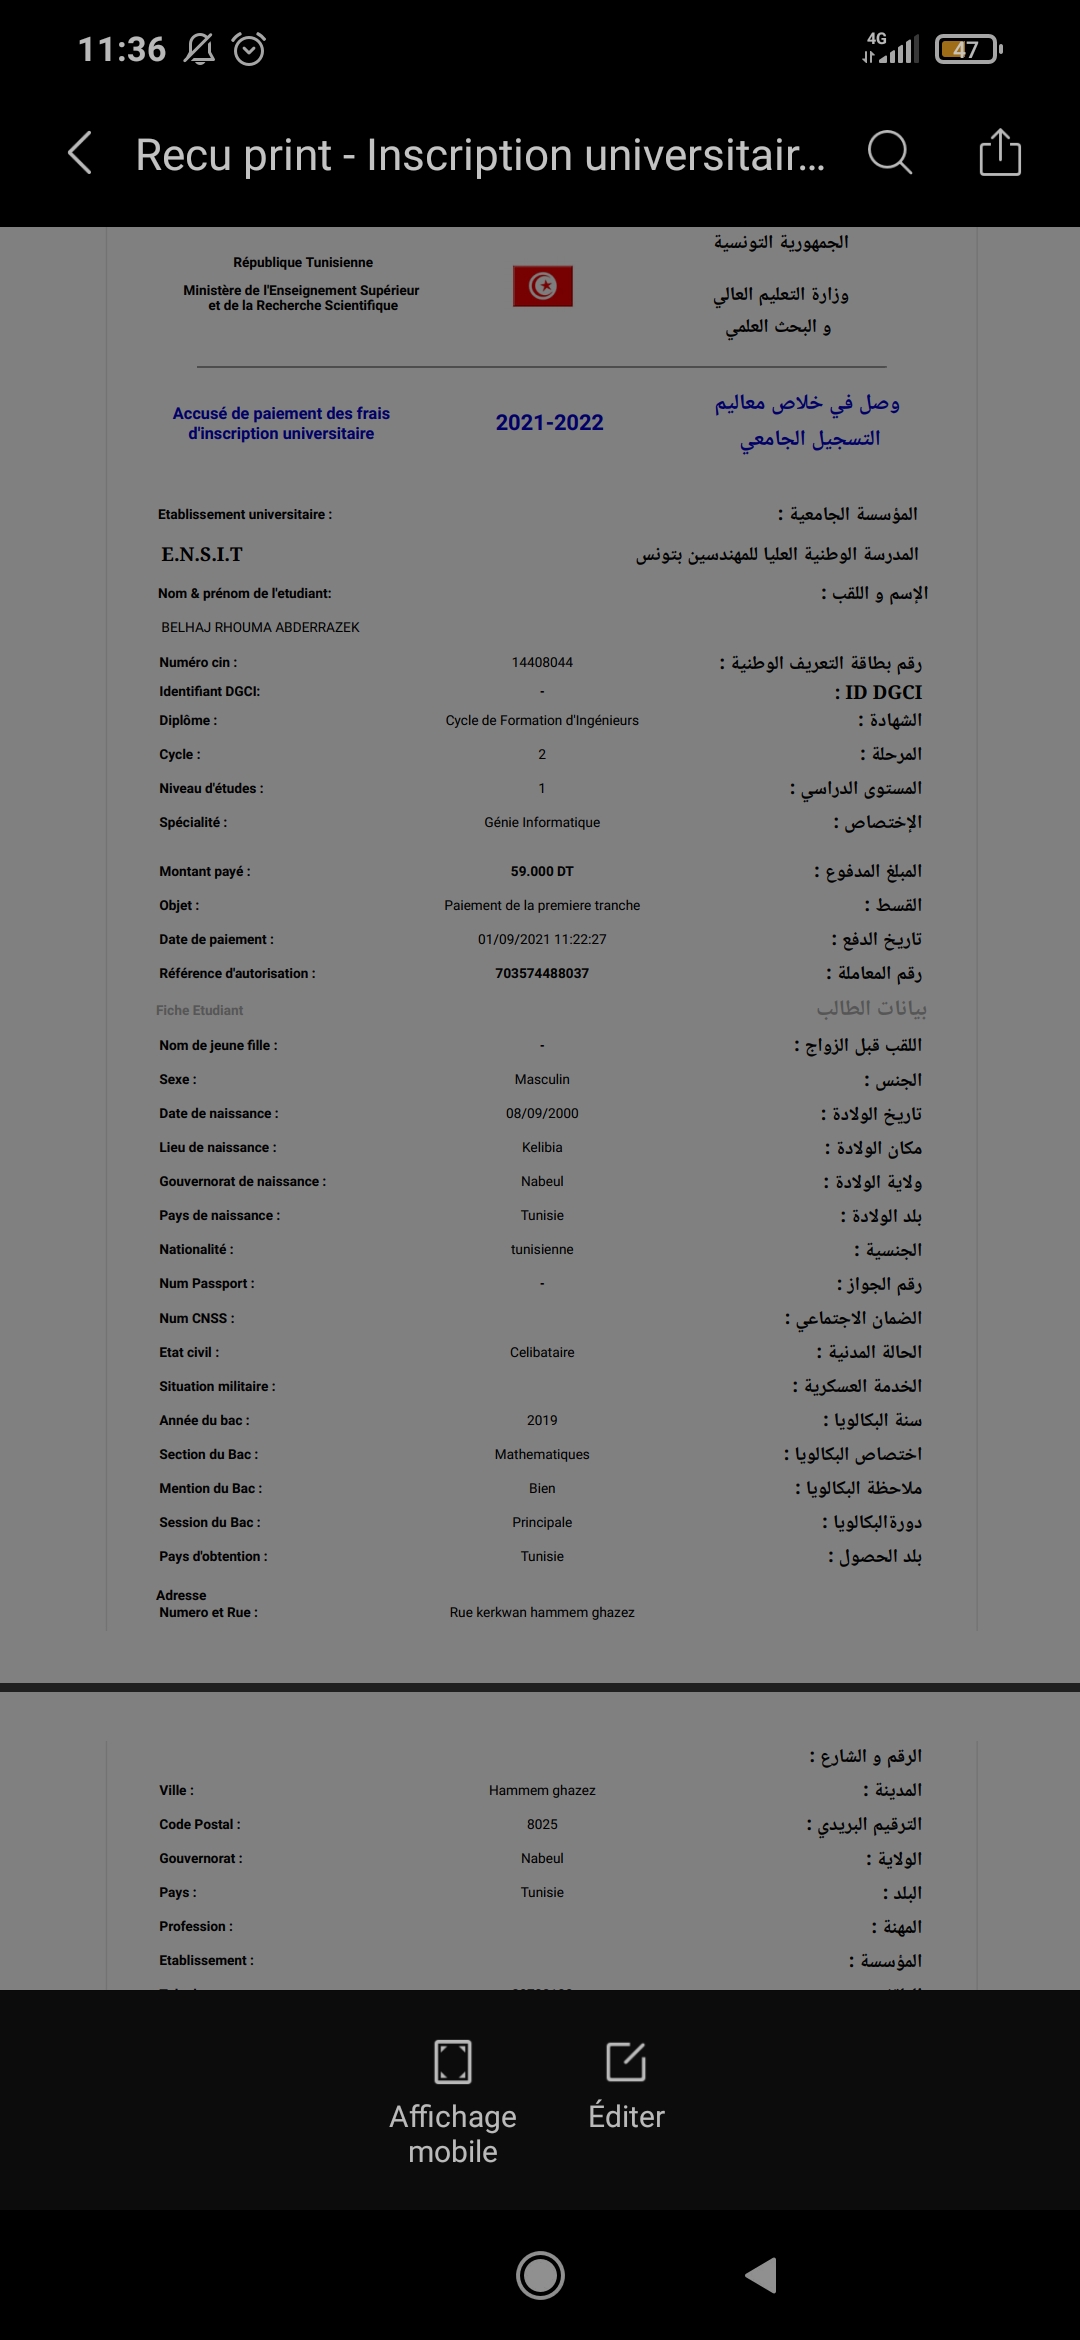 11:36
4G
47
Recu print - Inscription universitair...
الجمهورية التونسية
République Tunisienne
Ministère de l'Enseignement Supérieur
et de la Recherche Scientifique
وزارة التعليم العالي
و البحث العلمي
Accusé de paiement des frais
d'inscription universitaire
2021-2022
وصل في خلاص معاليم
التسجيل الجامعي
Etablissement universitaire : المؤسسة الجامعية :
E.N.S.I.T المدرسة الوطنية العليا للمهندسين بتونس
Nom & prénom de l'etudiant: الإسم و اللقب :
BELHAJ RHOUMA ABDERRAZEK
Numéro cin : 14408044 رقم بطاقة التعريف الوطنية :
Identifiant DGCI: - ID DGCI :
Diplôme : Cycle de Formation d'Ingénieurs الشهادة :
Cycle : 2 المرحلة :
Niveau d'études : 1 المستوى الدراسي :
Spécialité : Génie Informatique الإختصاص :
Montant payé : 59.000 DT المبلغ المدفوع :
Objet : Paiement de la premiere tranche القسط :
Date de paiement : 01/09/2021 11:22:27 تاريخ الدفع :
Référence d'autorisation : 703574488037 رقم المعاملة :
Fiche Etudiant بيانات الطالب
Nom de jeune fille : - اللقب قبل الزواج :
Sexe : Masculin الجنس :
Date de naissance : 08/09/2000 تاريخ الولادة :
Lieu de naissance : Kelibia مكان الولادة :
Gouvernorat de naissance : Nabeul ولاية الولادة :
Pays de naissance : Tunisie بلد الولادة :
Nationalité : tunisienne الجنسية :
Num Passport : - رقم الجواز :
Num CNSS : الضمان الاجتماعي :
Etat civil : Celibataire الحالة المدنية :
Situation militaire : الخدمة العسكرية :
Année du bac : 2019 سنة البكالويا :
Section du Bac : Mathematiques اختصاص البكالويا :
Mention du Bac : Bien ملاحظة البكالويا :
Session du Bac : Principale دورةالبكالويا :
Pays d'obtention : Tunisie بلد الحصول :
Adresse
Numero et Rue : Rue kerkwan hammem ghazez
الرقم و الشارع :
Ville : Hammem ghazez المدينة :
Code Postal : 8025 الترقيم البريدي :
Gouvernorat : Nabeul الولاية :
Pays : Tunisie البلد :
Profession : المهنة :
Etablissement : المؤسسة :
Affichage
mobile
Éditer